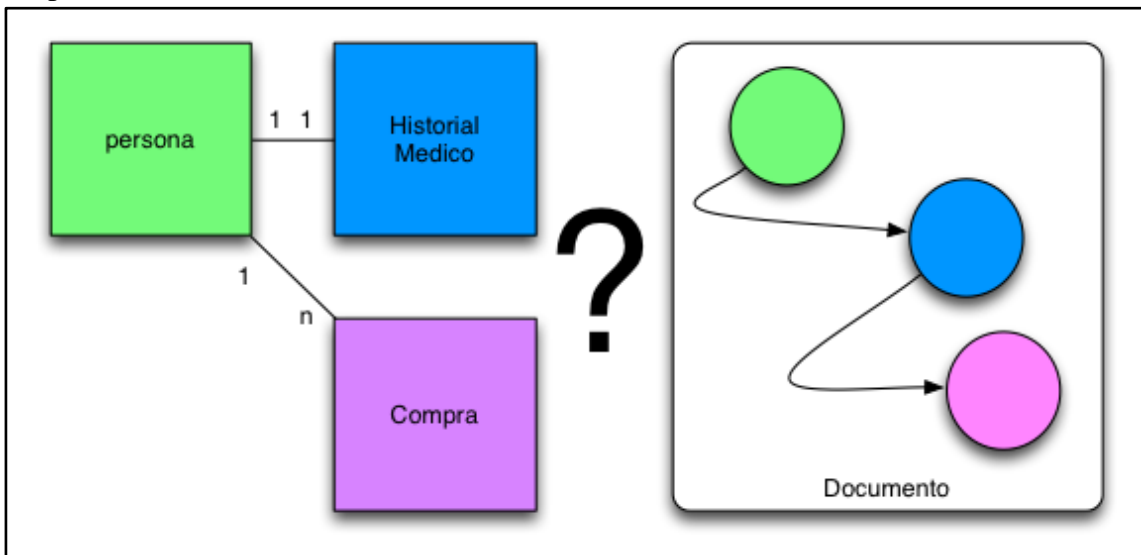 persona
1 1
Historial
Medico
1
n
Compra
?
Documento